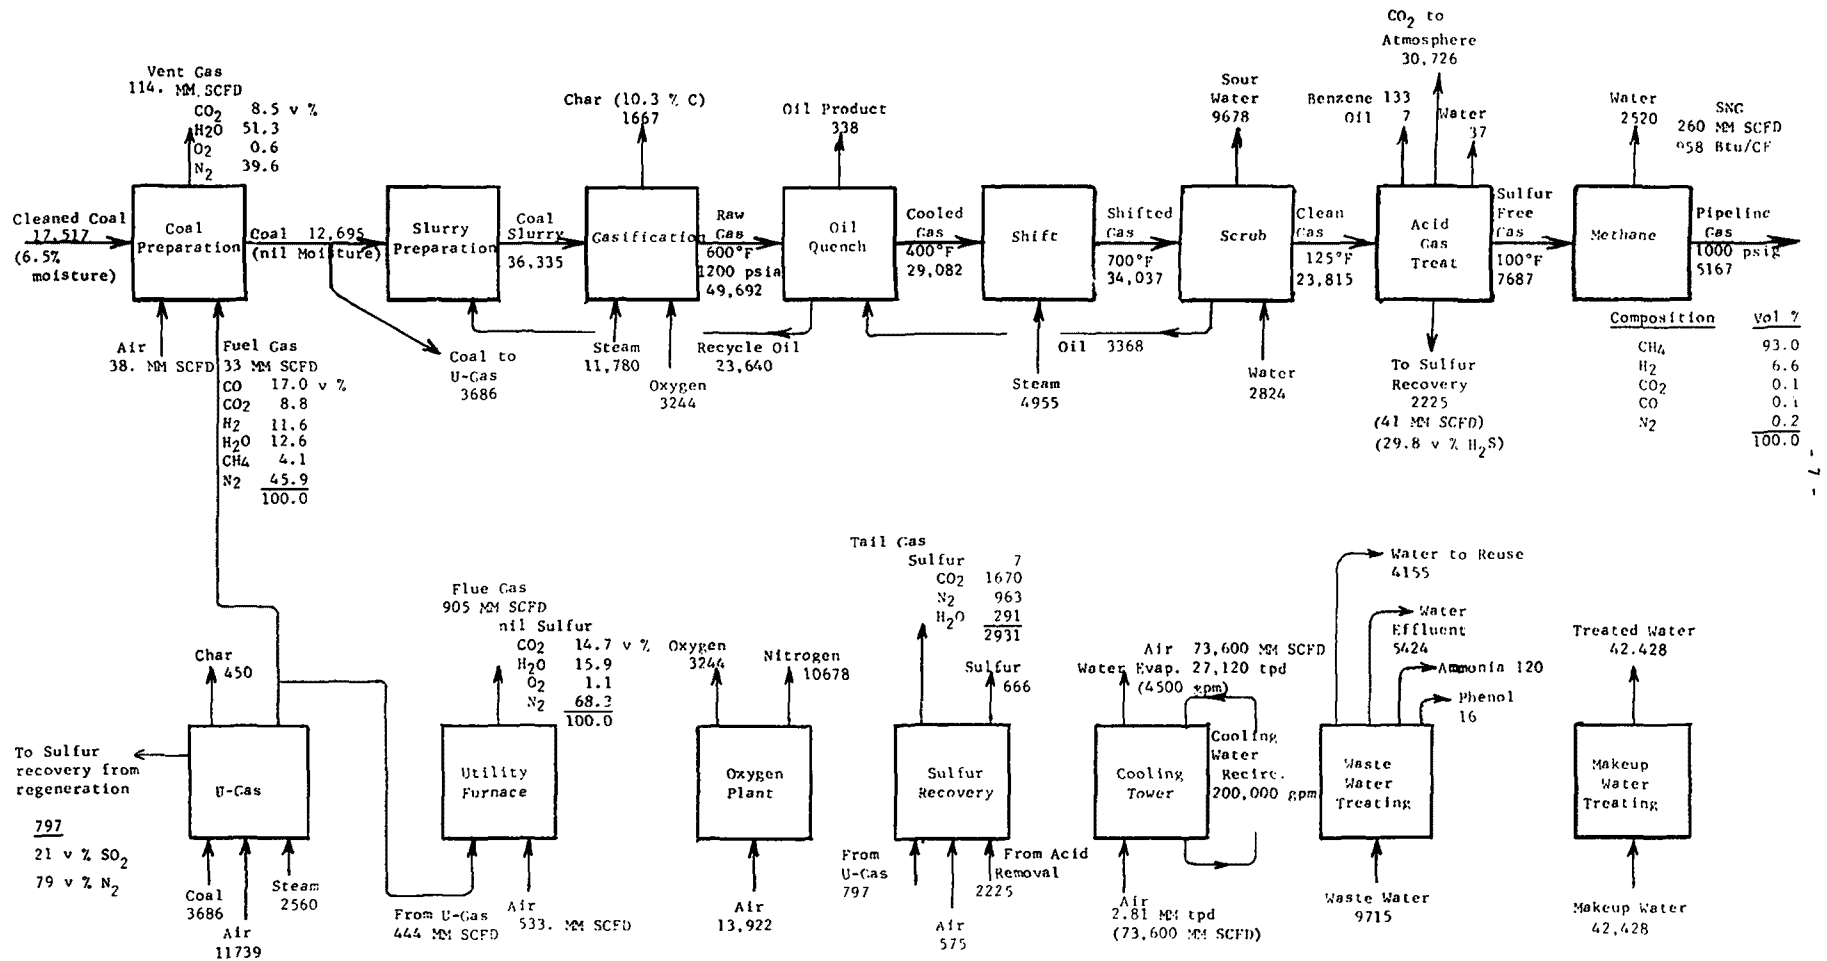 Vent Gas
114. MM SCFD
CO2 8.5 v %
H2O 51.3
O2 0.6
N2 39.6
Cleaned Coal
17,517
(6.5%
moisture)
Coal
Preparation
Air
38. MM SCFD
Fuel Gas
33 MM SCFD
CO 17.0 v %
CO2 8.8
H2 11.6
H2O 12.6
CH4 4.1
N2 45.9
100.0
Coal 12,695
(nil Moisture)
Coal to
U-Gas
3686
Slurry
Preparation
Coal
Slurry
36,335
Char (10.3 % C)
1667
Gasification
Steam
11,780
Oxygen
3244
Raw
Gas
600°F
1200 psia
49,692
Recycle Oil
23,640
Oil Product
338
Oil
Quench
Cooled
Gas
400°F
29,082
Shift
Steam
4955
Oil 3368
Shifted
Gas
700°F
34,037
Sour
Water
9678
Scrub
Water
2824
Clean
Gas
125°F
23,815
CO2 to
Atmosphere
30,726
Benzene 133
Oil 7
Water
37
Acid
Gas
Treat
To Sulfur
Recovery
2225
(41 MM SCFD)
(29.8 v % H2S)
Sulfur
Free
Gas
100°F
7687
Water
2520
Methane
SNG
260 MM SCFD
958 Btu/CF
Pipeline
Gas
1000 psig
5167
Composition Vol %
CH4 93.0
H2 6.6
CO2 0.1
CO 0.1
N2 0.2
100.0
- 7 -
Char
450
To Sulfur
recovery from
regeneration
797
21 v % SO2
79 v % N2
U-Gas
Coal
3686
Air
11739
Steam
2560
Flue Gas
905 MM SCFD
nil Sulfur
CO2 14.7 v %
H2O 15.9
O2 1.1
N2 68.3
100.0
Utility
Furnace
From U-Gas
444 MM SCFD
Air
533. MM SCFD
Oxygen
3244
Nitrogen
10678
Oxygen
Plant
Air
13,922
Tail Gas
Sulfur 7
CO2 1670
N2 963
H2O 291
2931
Sulfur
666
Sulfur
Recovery
From
U-Gas
797
Air
575
From Acid
Removal
2225
Air 73,600 MM SCFD
Water Evap. 27,120 tpd
(4500 gpm)
Cooling
Tower
Cooling
Water
Recirc.
200,000 gpm
Air
2.81 MM tpd
(73,600 MM SCFD)
Water to Reuse
4155
Water
Effluent
5424
Ammonia 120
Phenol
16
Waste
Water
Treating
Waste Water
9715
Treated Water
42.428
Makeup
Water
Treating
Makeup Water
42,428